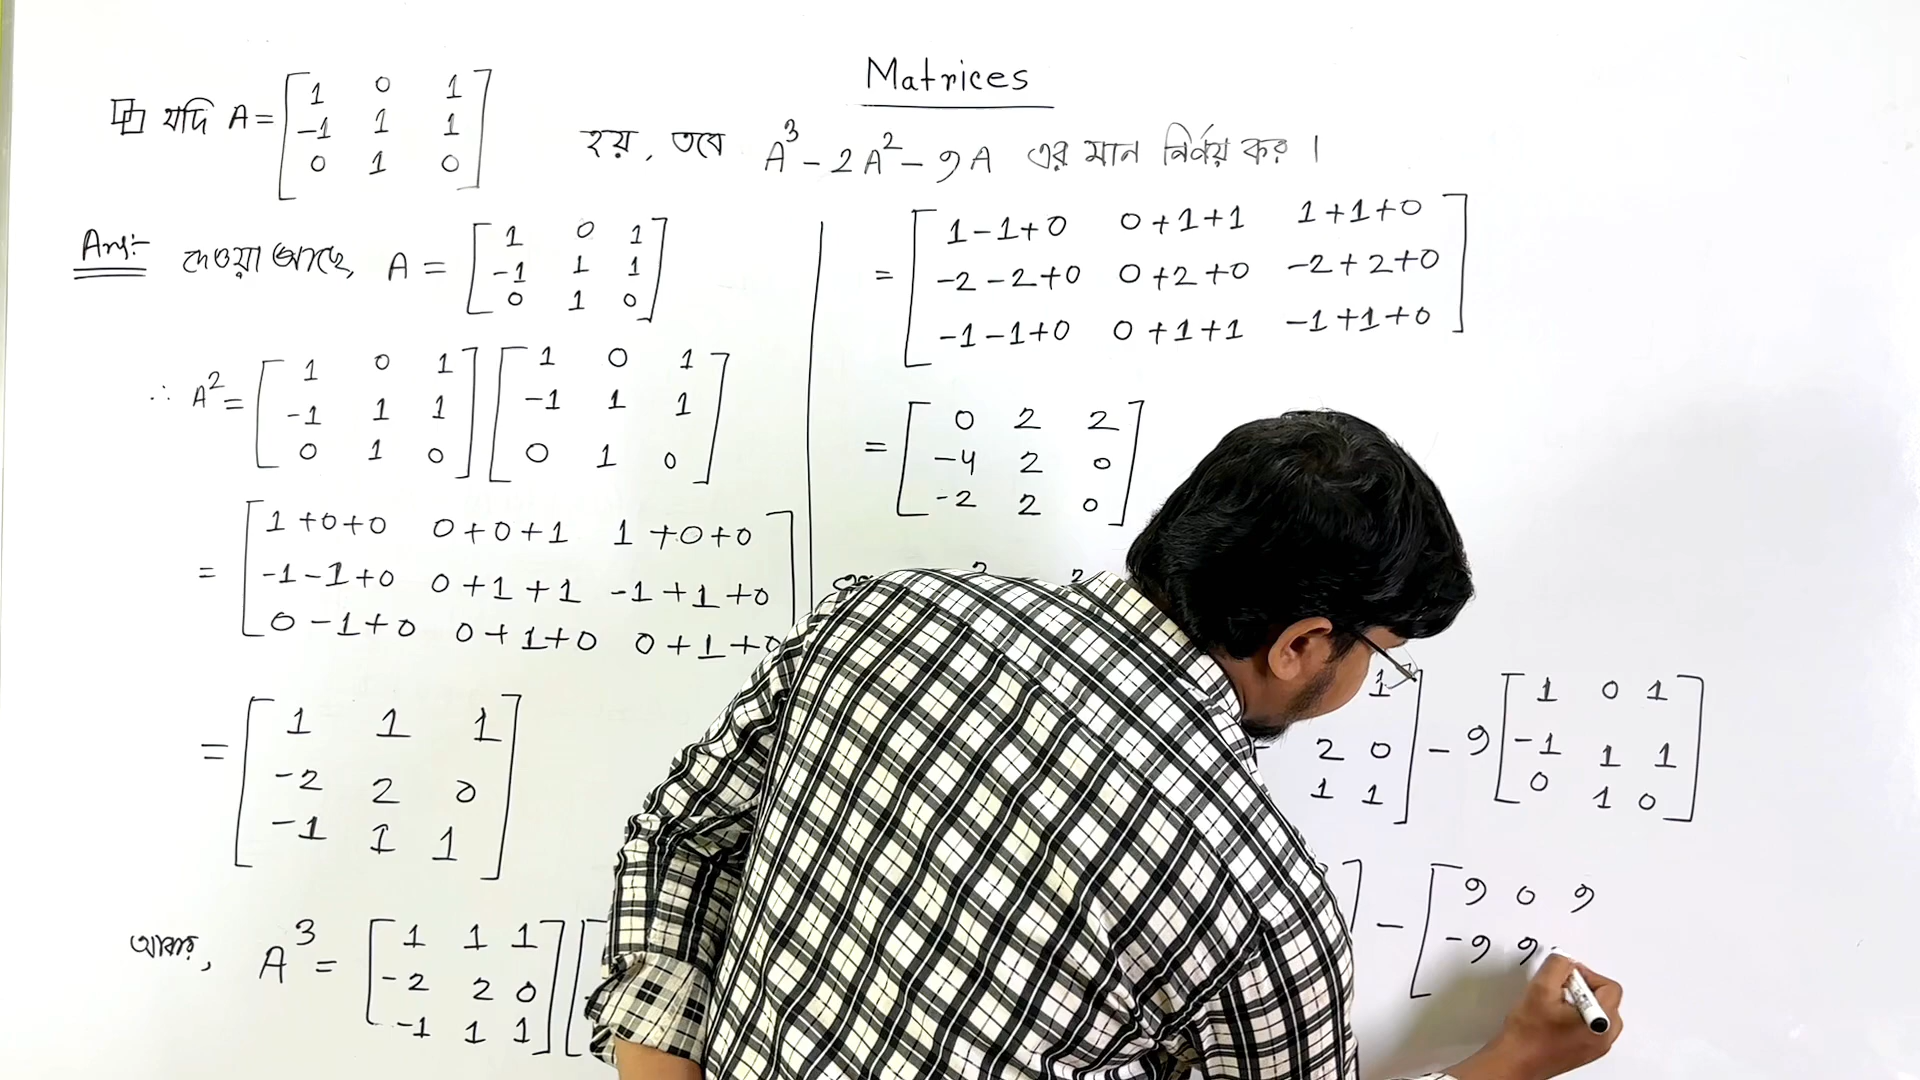 Matrices
যদি A = [1 0 1
-1 1 1
0 1 0] হয়, তবে A³ - 2A² - 9A এর মান নির্ণয় কর।
Ans:- দেওয়া আছে, A = [1 0 1
-1 1 1
0 1 0]
∴ A² = [1 0 1
-1 1 1
0 1 0] [1 0 1
-1 1 1
0 1 0]
= [1+0+0 0+0+1 1+0+0
-1-1+0 0+1+1 -1+1+0
0-1+0 0+1+0 0+1+0
= [1 1 1
-2 2 0
-1 1 1]
আবার, A³ = [1 1 1
-2 2 0
-1 1 1] [
= [1-1+0 0+1+1 1+1+0
-2-2+0 0+2+0 -2+2+0
-1-1+0 0+1+1 -1+1+0]
= [0 2 2
-4 2 0
-2 2 0]
1
2 0
1 1] - 9 [1 0 1
-1 1 1
0 1 0]
] - [9 0 9
-9 9